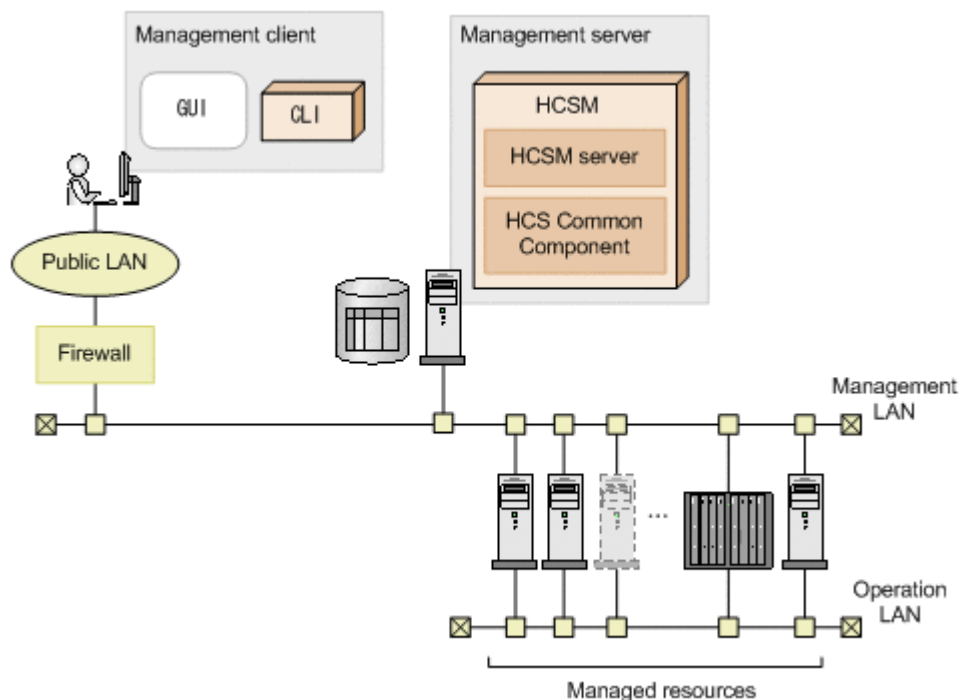 Management client
GUI
CLI
Management server
HCSM
HCSM server
HCS Common
Component
Public LAN
Firewall
Management
LAN
...
Operation
LAN
Managed resources